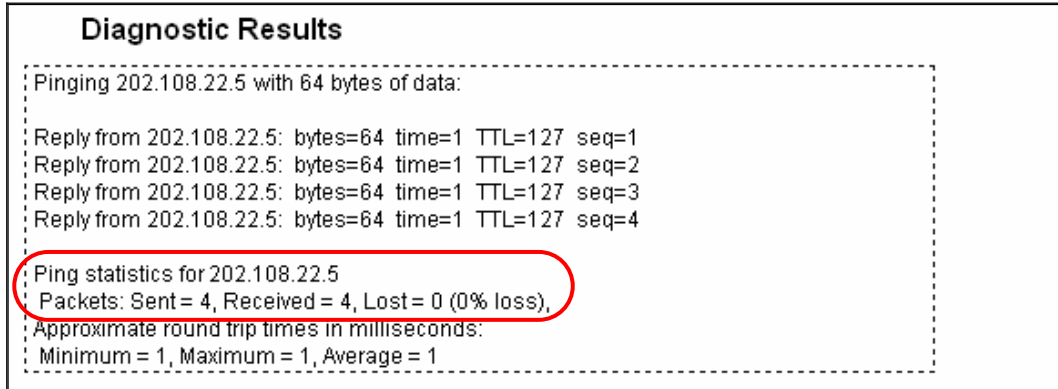 Diagnostic Results
Pinging 202.108.22.5 with 64 bytes of data:
Reply from 202.108.22.5: bytes=64 time=1 TTL=127 seq=1
Reply from 202.108.22.5: bytes=64 time=1 TTL=127 seq=2
Reply from 202.108.22.5: bytes=64 time=1 TTL=127 seq=3
Reply from 202.108.22.5: bytes=64 time=1 TTL=127 seq=4
Ping statistics for 202.108.22.5
Packets: Sent = 4, Received = 4, Lost = 0 (0% loss),
Approximate round trip times in milliseconds:
Minimum = 1, Maximum = 1, Average = 1